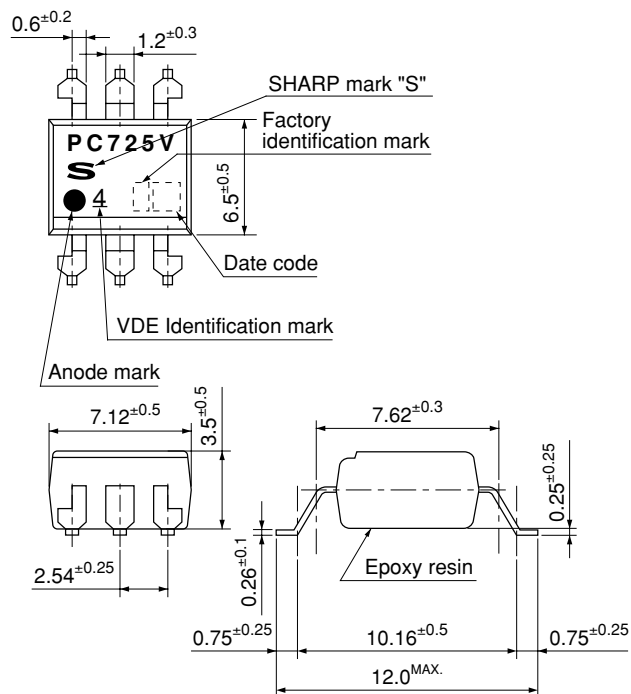 0.6±0.2
1.2±0.3
SHARP mark "S"
Factory
identification mark
PC725V
S
4
6.5±0.5
Date code
VDE Identification mark
Anode mark
7.12±0.5
3.5±0.5
7.62±0.3
0.25±0.25
2.54±0.25
0.26±0.1
Epoxy resin
0.75±0.25
10.16±0.5
0.75±0.25
12.0MAX.